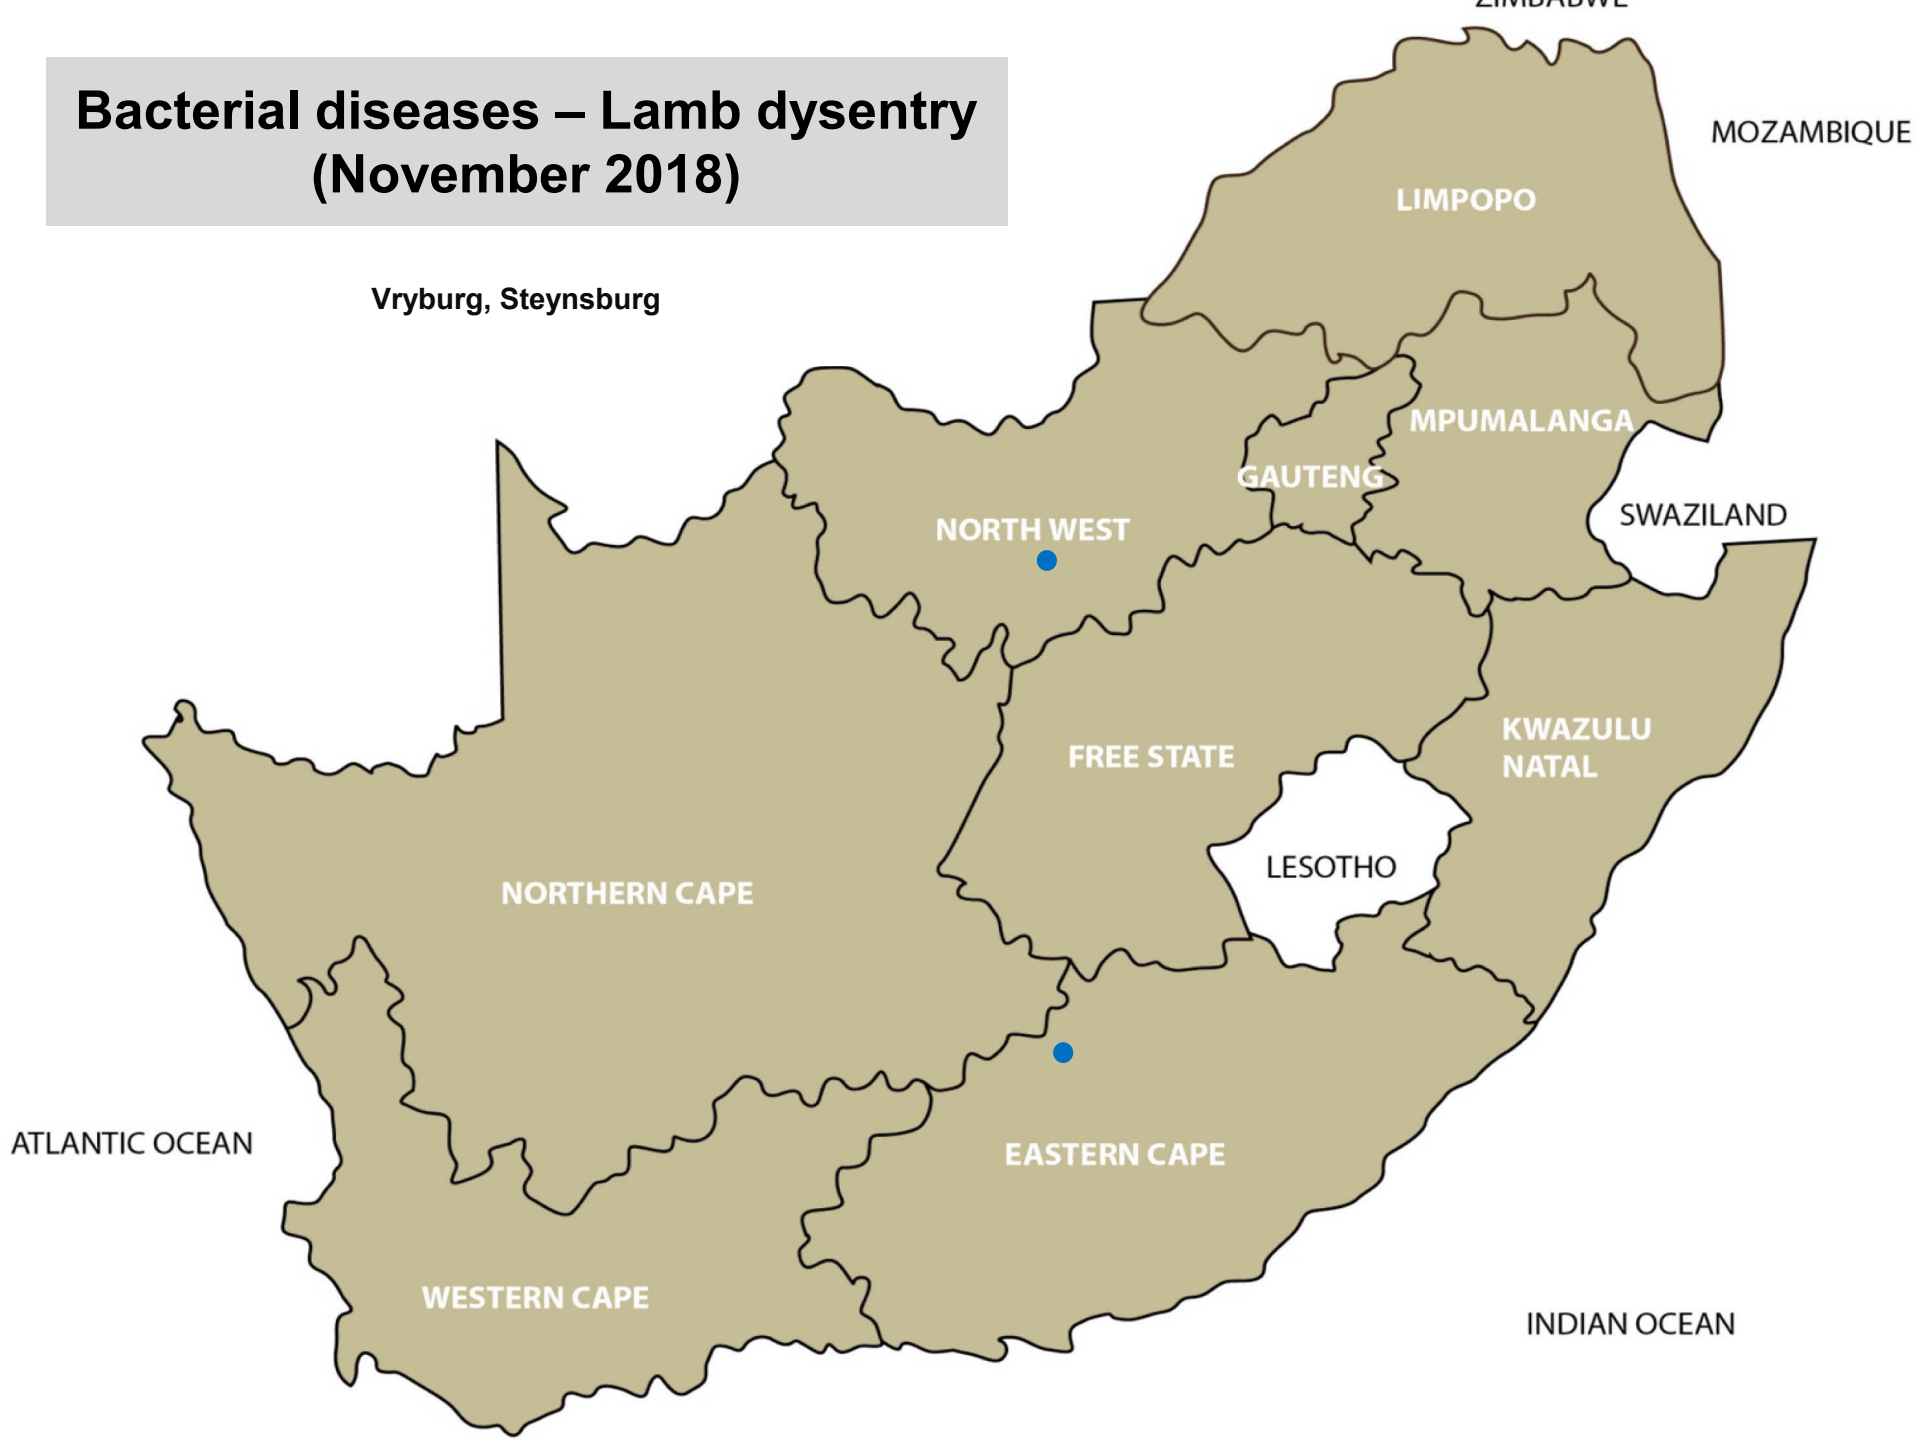 ZIMBABWE
Bacterial diseases – Lamb dysentry
(November 2018)
MOZAMBIQUE
LIMPOPO
Vryburg, Steynsburg
MPUMALANGA
GAUTENG
SWAZILAND
NORTH WEST
KWAZULU
NATAL
FREE STATE
LESOTHO
NORTHERN CAPE
ATLANTIC OCEAN
EASTERN CAPE
WESTERN CAPE
INDIAN OCEAN